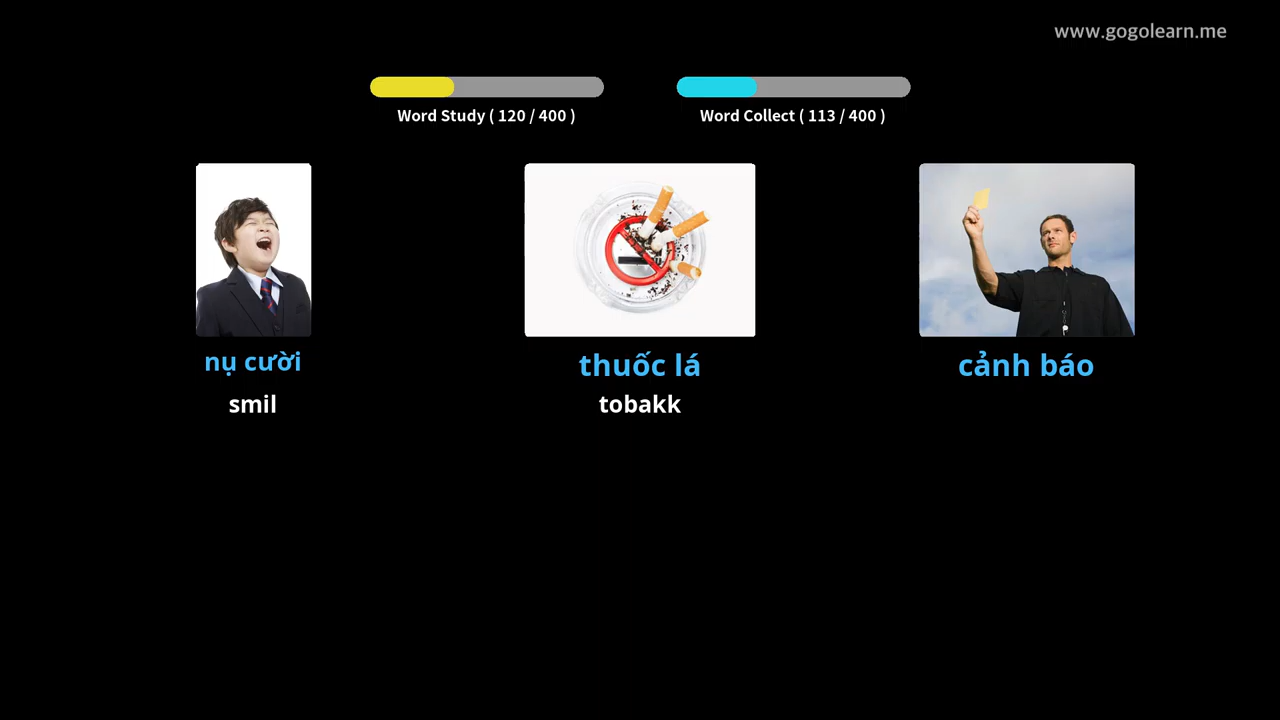 www.gogolearn.me
Word Study ( 120 / 400 )
Word Collect ( 113 / 400 )
nụ cười
thuốc lá
cảnh báo
smil
tobakk